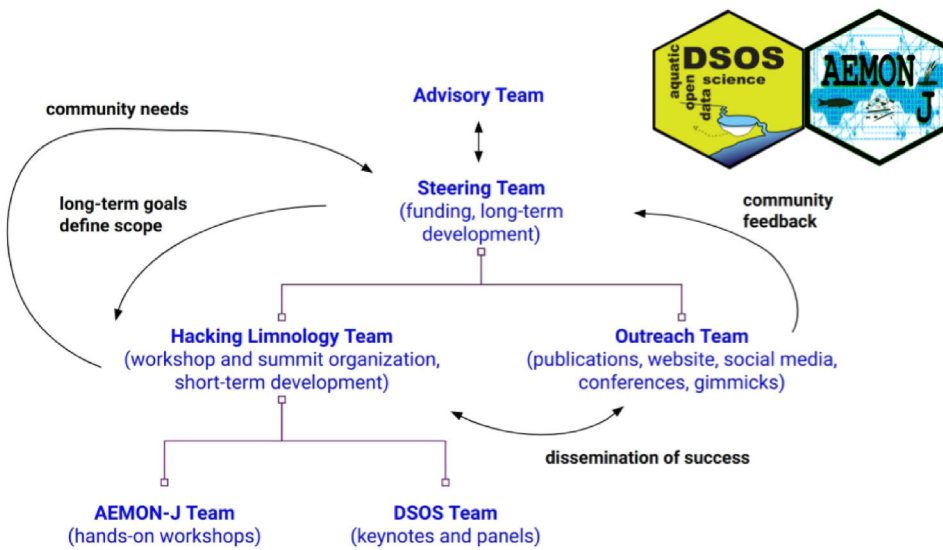 DSOS
science
aquatic
open
data
AEMON
J
community needs
Advisory Team
long-term goals
define scope
Steering Team
(funding, long-term
development)
community
feedback
Hacking Limnology Team
(workshop and summit organization,
short-term development)
Outreach Team
(publications, website, social media,
conferences, gimmicks)
dissemination of success
AEMON-J Team
(hands-on workshops)
DSOS Team
(keynotes and panels)